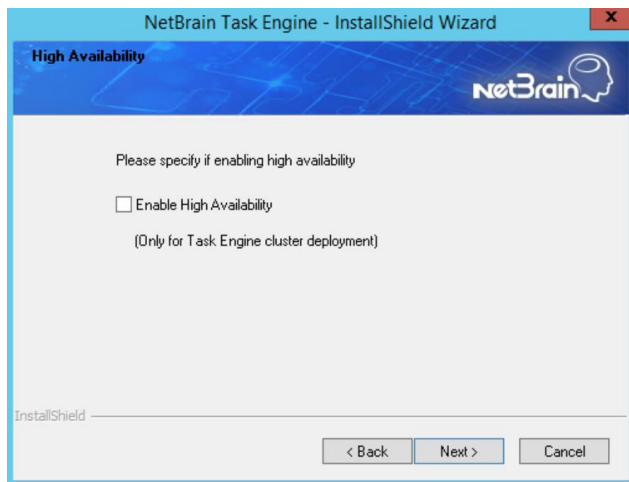 NetBrain Task Engine - InstallShield Wizard
x
High Availability
NetBrain
Please specify if enabling high availability
Enable High Availability
(Only for Task Engine cluster deployment)
InstallShield
< Back
Next >
Cancel